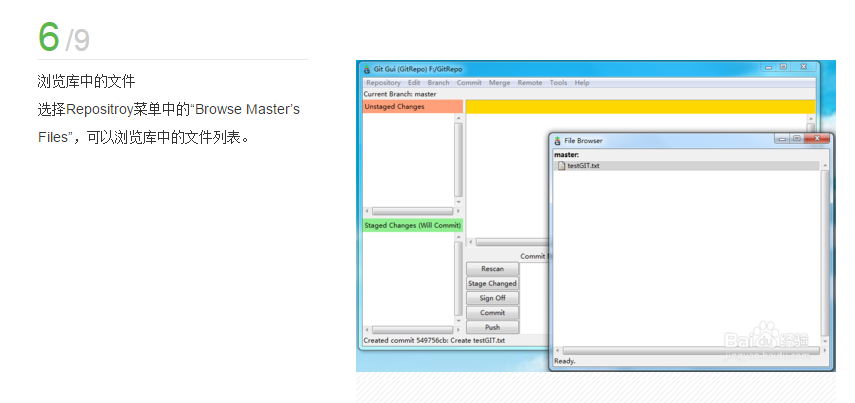 6/9
浏览库中的文件
选择Repositroy菜单中的“Browse Master’s
Files”，可以浏览库中的文件列表。
Git Gui (GitRepo) F:/GitRepo
Repository Edit Branch Commit Merge Remote Tools Help
Current Branch: master
Unstaged Changes
Staged Changes (Will Commit)
Commit
Rescan
Stage Changed
Sign Off
Commit
Push
Created commit 549756cb: Create testGIT.txt
File Browser
master:
testGIT.txt
Ready.
Baidu 经验
jingyan.baidu.com